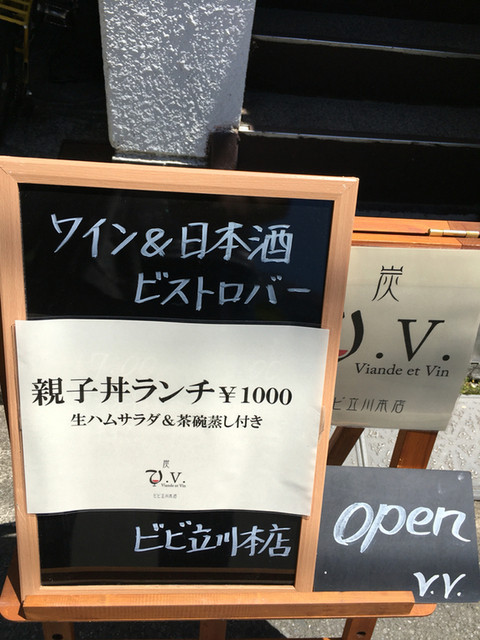 ワイン&日本酒
ビストロバー
親子丼ランチ¥1000
生ハムサラダ&茶碗蒸し付き
炭
V.V.
Viande et Vin
ビビ立川本店
ビビ立川本店
炭
V.V.
Viande et Vin
ビ立川本店
open
V.V.